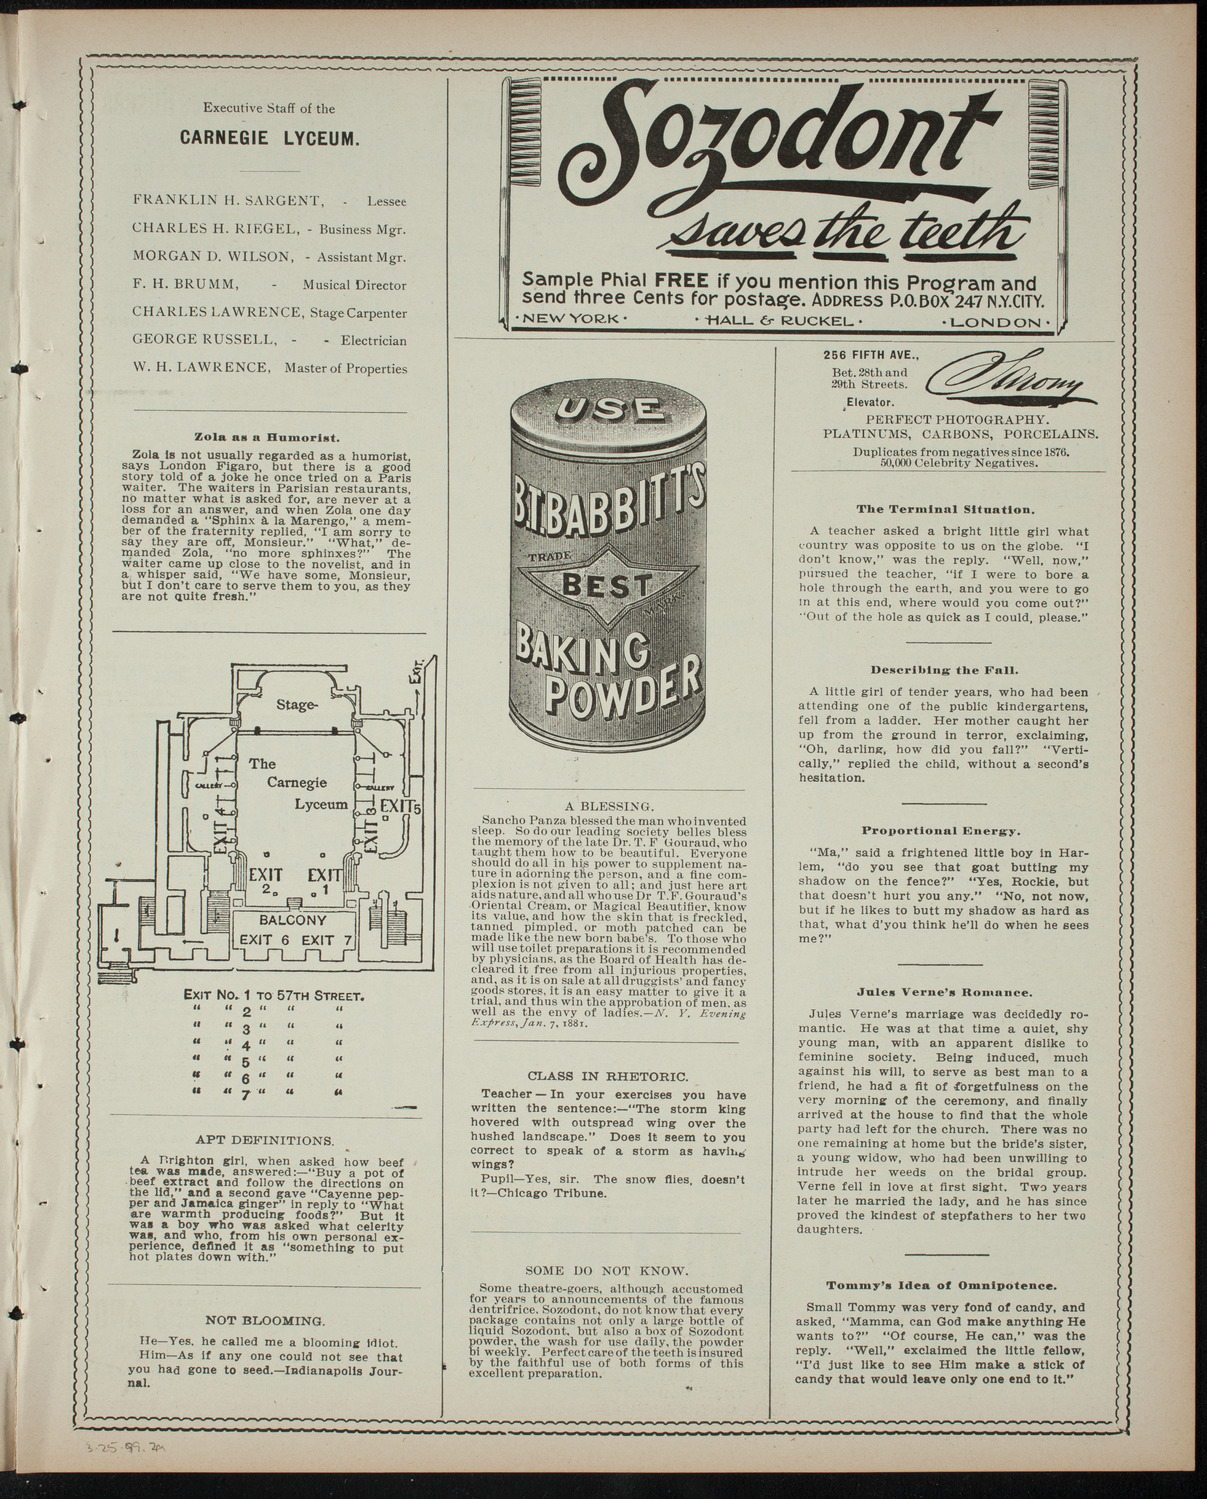 Executive Staff of the
CARNEGIE LYCEUM.
FRANKLIN H. SARGENT, - Lessee
CHARLES H. RIEGEL, - Business Mgr.
MORGAN D. WILSON, - Assistant Mgr.
F. H. BRUMM, - Musical Director
CHARLES LAWRENCE, Stage Carpenter
GEORGE RUSSELL, - - Electrician
W. H. LAWRENCE, Master of Properties
Zola as a Humorist.
Zola is not usually regarded as a humorist,
says London Figaro, but there is a good
story told of a joke he once tried on a Paris
waiter. The waiters in Parisian restaurants,
no matter what is asked for, are never at a
loss for an answer, and when Zola one day
demanded a "Sphinx à la Marengo," a mem-
ber of the fraternity replied, "I am sorry to
say they are off, Monsieur." "What," de-
manded Zola, "no more sphinxes?" The
waiter came up close to the novelist, and in
a whisper said, "We have some, Monsieur,
but I don't care to serve them to you, as they
are not quite fresh."
EXIT.
Stage-
The
Carnegie
Lyceum
GALLERY
GALLERY
EXIT 4
EXIT 3
EXIT 5
EXIT 2
EXIT 1
BALCONY
EXIT 6 EXIT 7
EXIT NO. 1 TO 57TH STREET.
" " 2 " " "
" " 3 " " "
" " 4 " " "
" " 5 " " "
" " 6 " " "
" " 7 " " "
APT DEFINITIONS.
A Brighton girl, when asked how beef
tea was made, answered:—"Buy a pot of
beef extract and follow the directions on
the lid," and a second gave "Cayenne pep-
per and Jamaica ginger" in reply to "What
are warmth producing foods?" But it
was a boy who was asked what celerity
was, and who, from his own personal ex-
perience, defined it as "something to put
hot plates down with."
NOT BLOOMING.
He—Yes, he called me a blooming idiot.
Him—As if any one could not see that
you had gone to seed.—Indianapolis Jour-
nal.
Sozodont
saves the teeth
Sample Phial FREE if you mention this Program and
send three Cents for postage. ADDRESS P.O. BOX 247 N.Y. CITY.
· NEW YORK · · HALL & RUCKEL · · LONDON ·
USE
B.T. BABBITT'S
TRADE
BEST
MARK
BAKING
POWDER
A BLESSING.
Sancho Panza blessed the man who invented
sleep. So do our leading society belles bless
the memory of the late Dr. T. F Gouraud, who
taught them how to be beautiful. Everyone
should do all in his power to supplement na-
ture in adorning the person, and a fine com-
plexion is not given to all; and just here art
aids nature, and all who use Dr T. F. Gouraud's
Oriental Cream, or Magical Beautifier, know
its value, and how the skin that is freckled,
tanned pimpled, or moth patched can be
made like the new born babe's. To those who
will use toilet preparations it is recommended
by physicians, as the Board of Health has de-
cleared it free from all injurious properties,
and, as it is on sale at all druggists' and fancy
goods stores, it is an easy matter to give it a
trial, and thus win the approbation of men, as
well as the envy of ladies.—N. Y. Evening
Express, Jan. 7, 1881.
CLASS IN RHETORIC.
Teacher—In your exercises you have
written the sentence:—"The storm king
hovered with outspread wing over the
hushed landscape." Does it seem to you
correct to speak of a storm as having
wings?
Pupil—Yes, sir. The snow flies, doesn't
it?—Chicago Tribune.
SOME DO NOT KNOW.
Some theatre-goers, although accustomed
for years to announcements of the famous
dentrifrice, Sozodont, do not know that every
package contains not only a large bottle of
liquid Sozodont, but also a box of Sozodont
powder, the wash for use daily, the powder
bi weekly. Perfect care of the teeth is insured
by the faithful use of both forms of this
excellent preparation.
256 FIFTH AVE.,
Bet. 28th and
29th Streets.
Elevator.
Sarony
PERFECT PHOTOGRAPHY.
PLATINUMS, CARBONS, PORCELAINS.
Duplicates from negatives since 1876.
50,000 Celebrity Negatives.
The Terminal Situation.
A teacher asked a bright little girl what
country was opposite to us on the globe. "I
don't know," was the reply. "Well, now,"
pursued the teacher, "if I were to bore a
hole through the earth, and you were to go
in at this end, where would you come out?"
"Out of the hole as quick as I could, please."
Describing the Fall.
A little girl of tender years, who had been
attending one of the public kindergartens,
fell from a ladder. Her mother caught her
up from the ground in terror, exclaiming,
"Oh, darling, how did you fall?" "Verti-
cally," replied the child, without a second's
hesitation.
Proportional Energy.
"Ma," said a frightened little boy in Har-
lem, "do you see that goat butting my
shadow on the fence?" "Yes, Rockie, but
that doesn't hurt you any." "No, not now,
but if he likes to butt my shadow as hard as
that, what d'you think he'll do when he sees
me?"
Jules Verne's Romance.
Jules Verne's marriage was decidedly ro-
mantic. He was at that time a quiet, shy
young man, with an apparent dislike to
feminine society. Being induced, much
against his will, to serve as best man to a
friend, he had a fit of forgetfulness on the
very morning of the ceremony, and finally
arrived at the house to find that the whole
party had left for the church. There was no
one remaining at home but the bride's sister,
a young widow, who had been unwilling to
intrude her weeds on the bridal group.
Verne fell in love at first sight. Two years
later he married the lady, and he has since
proved the kindest of stepfathers to her two
daughters.
Tommy's Idea of Omnipotence.
Small Tommy was very fond of candy, and
asked, "Mamma, can God make anything He
wants to?" "Of course, He can," was the
reply. "Well," exclaimed the little fellow,
"I'd just like to see Him make a stick of
candy that would leave only one end to it."
3-25-99. 2M